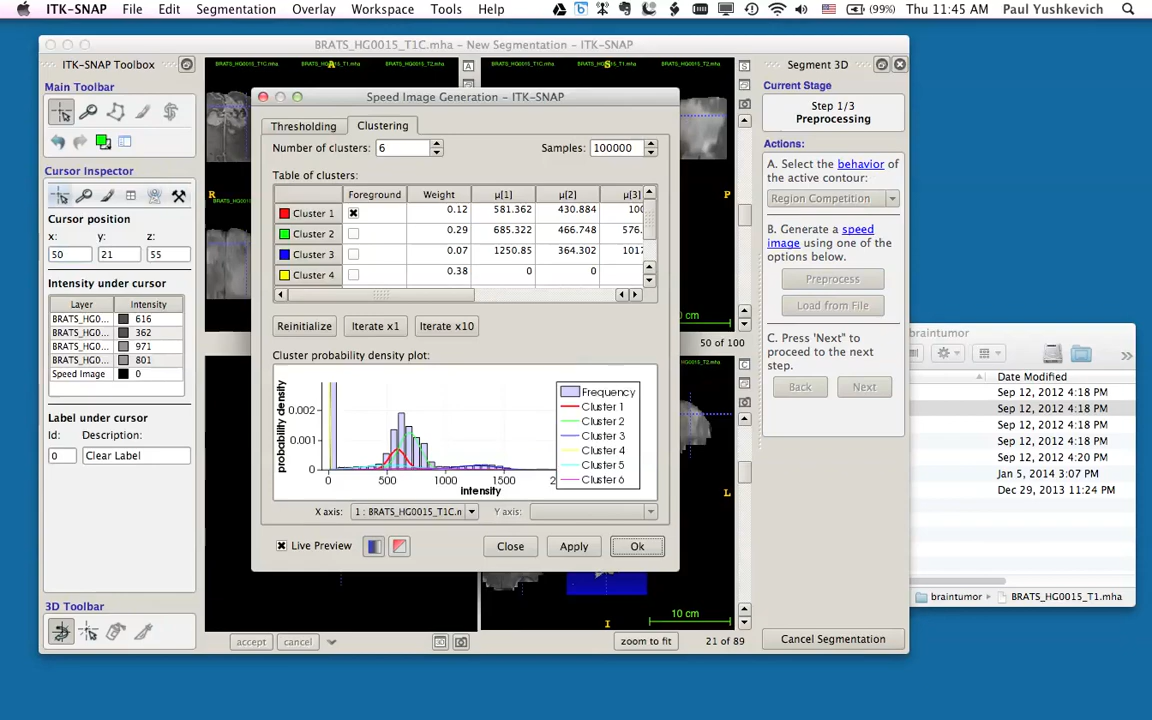 ITK-SNAP File Edit Segmentation Overlay Workspace Tools Help (99%) Thu 11:45 AM Paul Yushkevich
BRATS_HG0015_T1C.mha – New Segmentation – ITK-SNAP
ITK-SNAP Toolbox
Main Toolbar
Cursor Inspector
Cursor position
x: y: z:
50 21 55
Intensity under cursor
Layer Intensity
BRATS_HG0... 616
BRATS_HG0... 362
BRATS_HG0... 971
BRATS_HG0... 801
Speed Image 0
Label under cursor
Id: Description:
0 Clear Label
3D Toolbar
A
S
R
P
L
I
A
S
C
Speed Image Generation – ITK-SNAP
Thresholding Clustering
Number of clusters: 6 Samples: 100000
Table of clusters:
Foreground Weight μ[1] μ[2] μ[3]
Cluster 1 0.12 581.362 430.884 100
Cluster 2 0.29 685.322 466.748 576.
Cluster 3 0.07 1250.85 364.302 101
Cluster 4 0.38 0 0
Reinitialize Iterate x1 Iterate x10
Cluster probability density plot:
probability density
0.002
0.001
0
0 500 1000 1500 2
intensity
Frequency
Cluster 1
Cluster 2
Cluster 3
Cluster 4
Cluster 5
Cluster 6
X axis: 1 : BRATS_HG0015_T1C.n Y axis:
Live Preview Close Apply Ok
0 cm
50 of 100
10 cm
accept cancel
zoom to fit 21 of 89
Segment 3D
Current Stage
Step 1/3
Preprocessing
Actions:
A. Select the behavior of
the active contour:
Region Competition
B. Generate a speed
image using one of the
options below.
Preprocess
Load from File
C. Press 'Next" to
proceed to the next
step.
Back Next
Cancel Segmentation
braintumor
Date Modified
Sep 12, 2012 4:18 PM
Sep 12, 2012 4:18 PM
Sep 12, 2012 4:18 PM
Sep 12, 2012 4:18 PM
Sep 12, 2012 4:20 PM
Jan 5, 2014 3:07 PM
Dec 29, 2013 11:24 PM
braintumor BRATS_HG0015_T1.mha